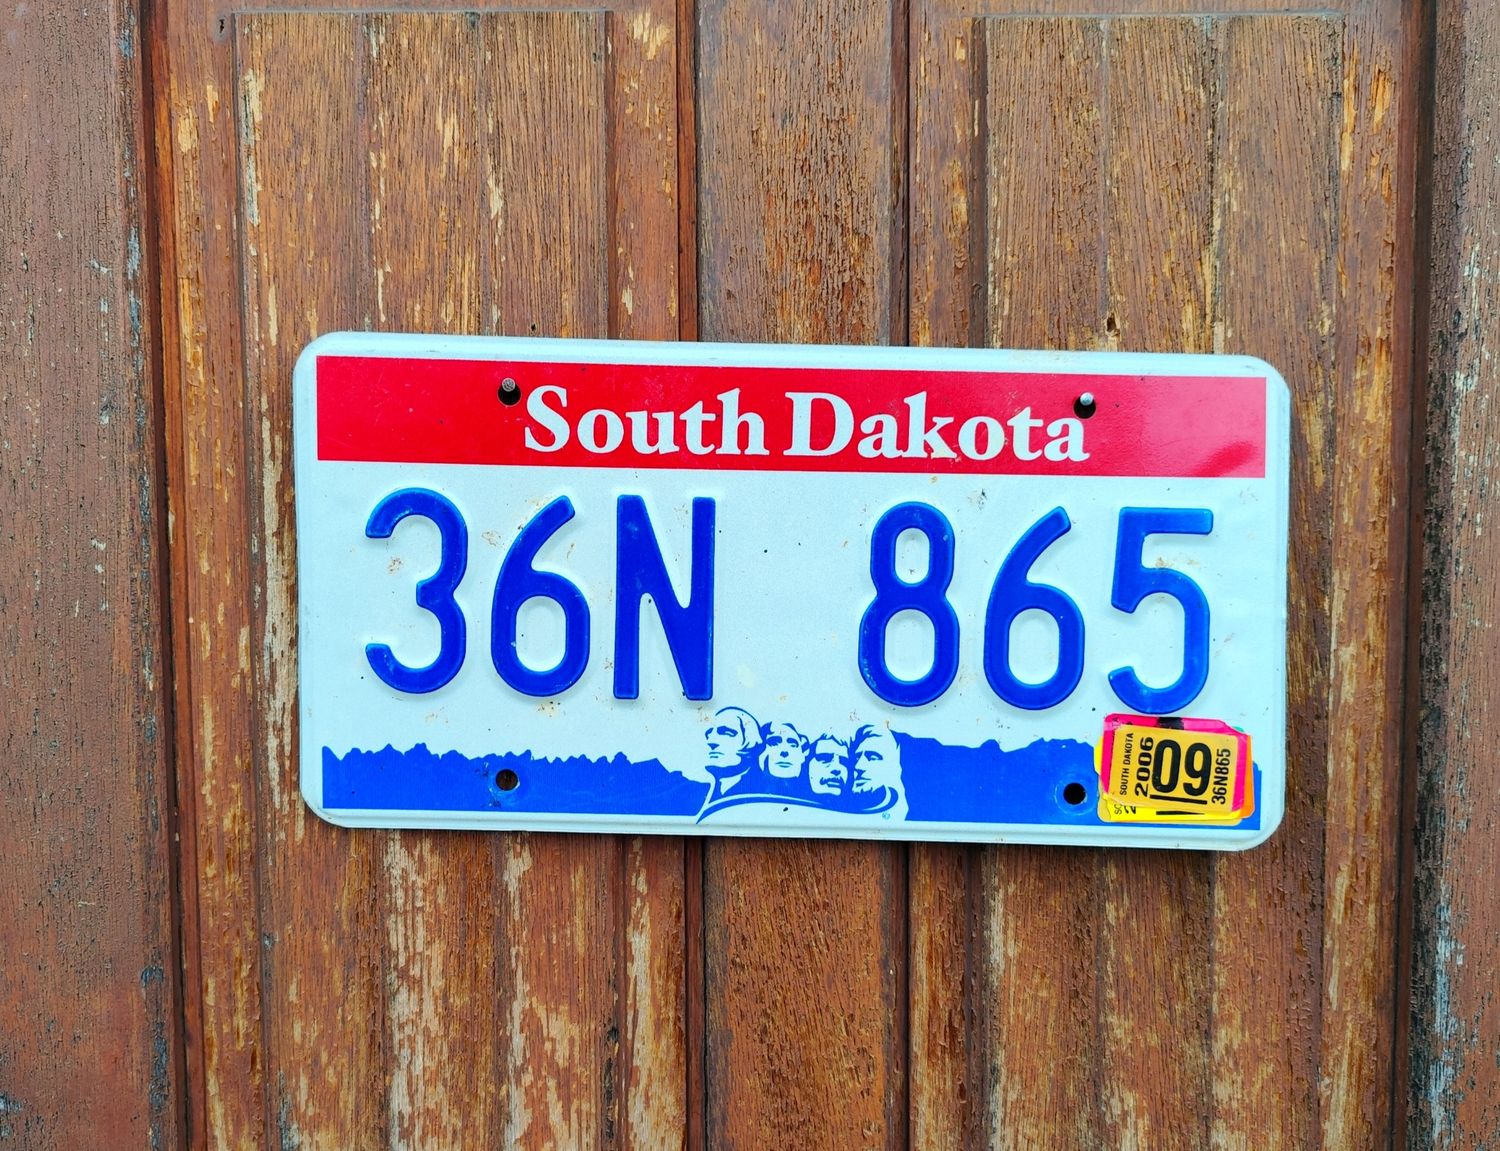 South Dakota
36N 865
SOUTH DAKOTA
2006
09
36N865